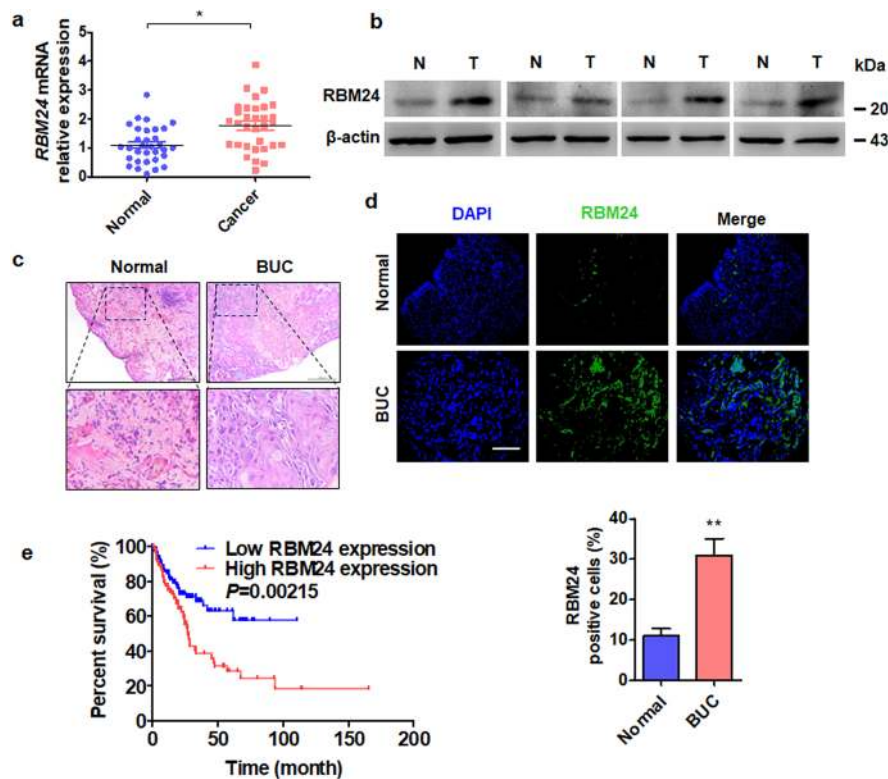 a
*
RBM24 mRNA
relative expression
5
4
3
2
1
0
Normal
Cancer
b
N T N T N T N T kDa
RBM24
20
β-actin
43
c
Normal BUC
d
DAPI RBM24 Merge
Normal
BUC
e
Percent survival (%)
100
80
60
40
20
0
Low RBM24 expression
High RBM24 expression
P=0.00215
0 50 100 150 200
Time (month)
RBM24
positive cells (%)
40
30
20
10
0
**
Normal
BUC